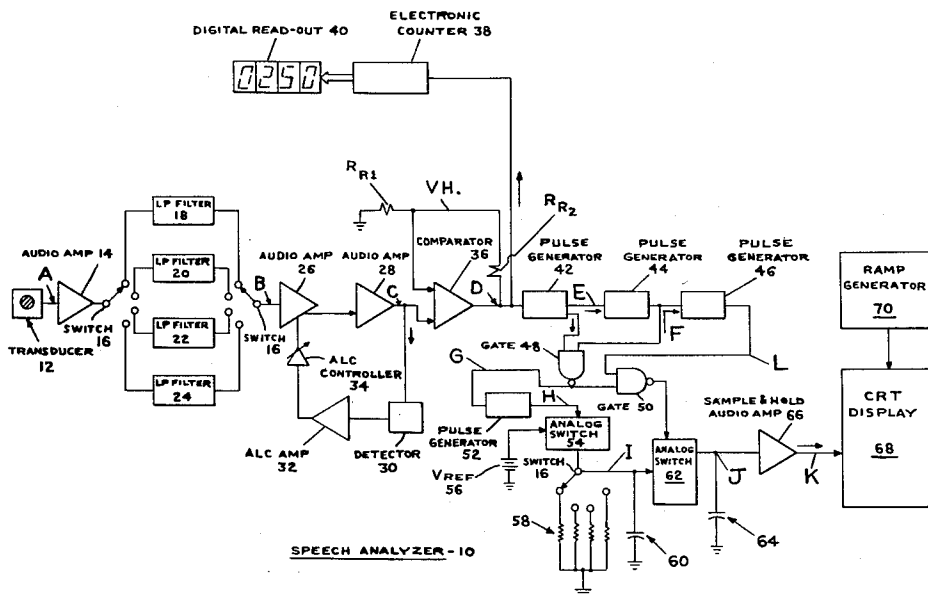 ELECTRONIC
COUNTER 38
DIGITAL READ-OUT 40
0250
R R1
VH.
R R2
LP FILTER
18
AUDIO AMP 14
A
LP FILTER
20
SWITCH
16
TRANSDUCER
12
LP FILTER
22
LP FILTER
24
B
SWITCH
16
AUDIO AMP
26
AUDIO AMP
28
C
COMPARATOR
36
D
PULSE
GENERATOR
42
E
PULSE
GENERATOR
44
F
PULSE
GENERATOR
46
RAMP
GENERATOR
70
ALC
CONTROLLER
34
ALC AMP
32
DETECTOR
30
GATE 48
G
H
L
GATE 50
PULSE
GENERATOR
52
ANALOG
SWITCH
54
VREF
56
SWITCH
16
I
ANALOG
SWITCH
62
SAMPLE & HOLD
AUDIO AMP 66
J
K
CRT
DISPLAY
68
58
60
64
SPEECH ANALYZER - 10